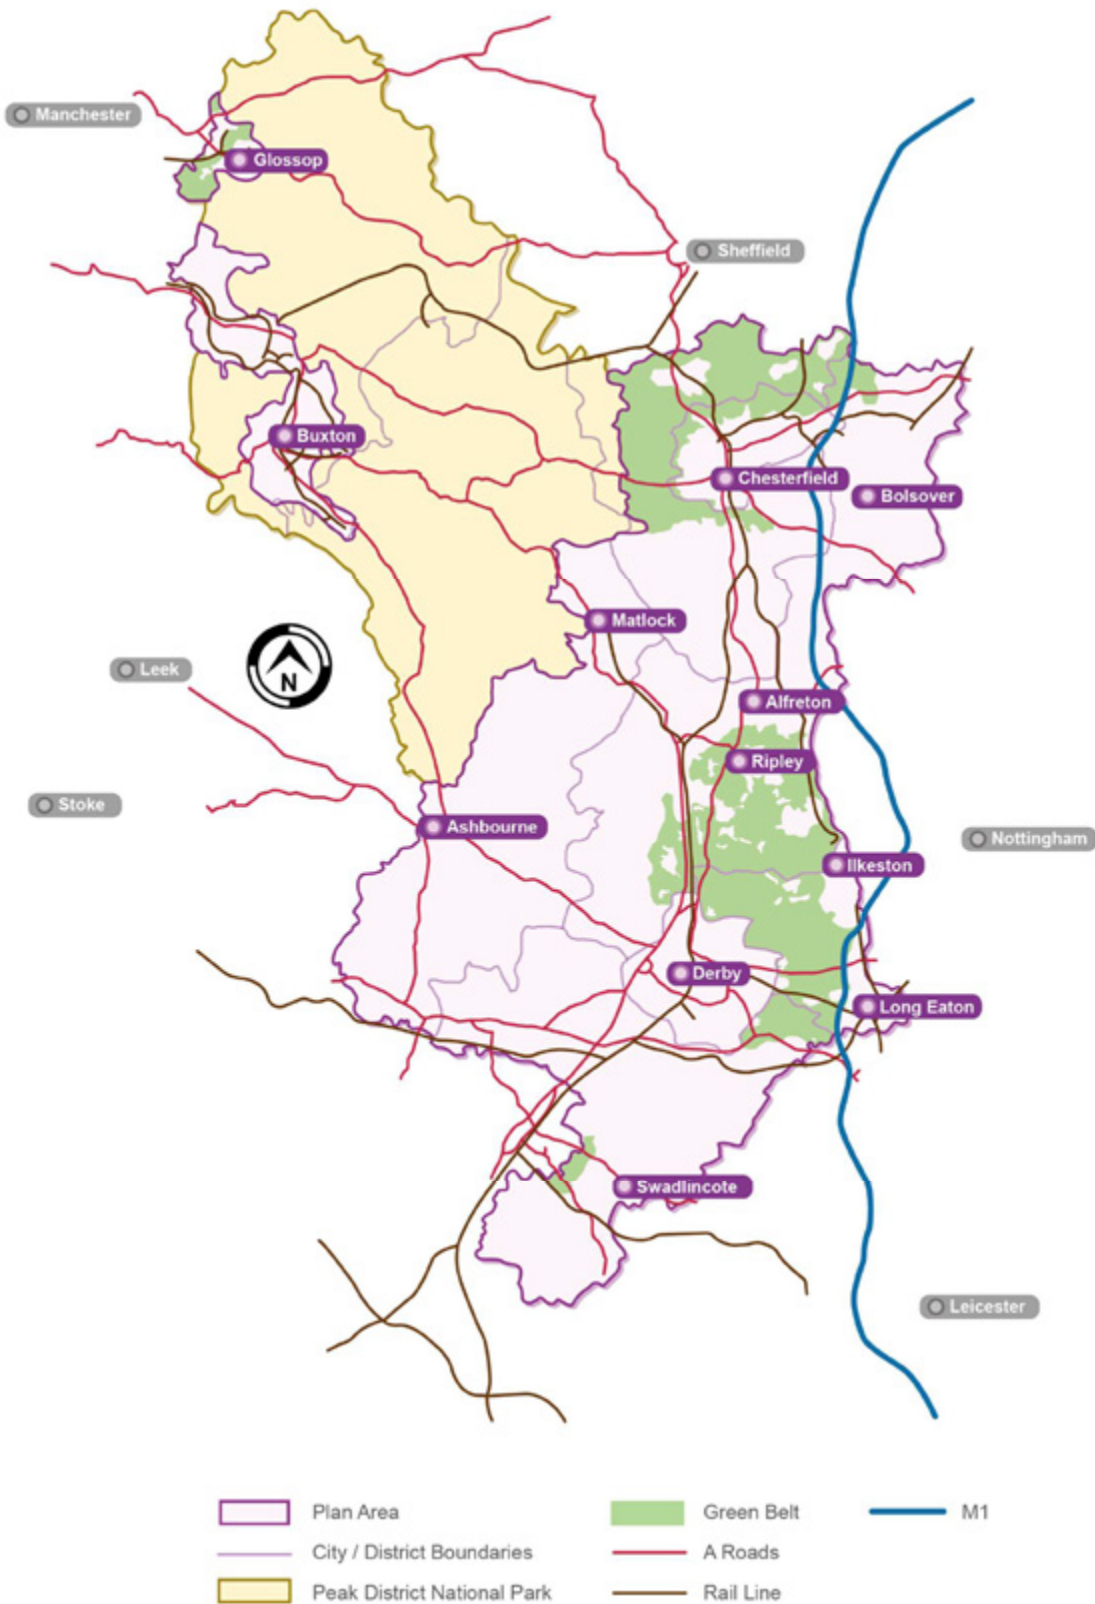 Manchester
Glossop
Sheffield
Buxton
Chesterfield
Bolsover
Matlock
Leek
N
Alfreton
Ripley
Stoke
Ashbourne
Nottingham
Ilkeston
Derby
Long Eaton
Swadlincote
Leicester
Plan Area
Green Belt
M1
City / District Boundaries
A Roads
Peak District National Park
Rail Line